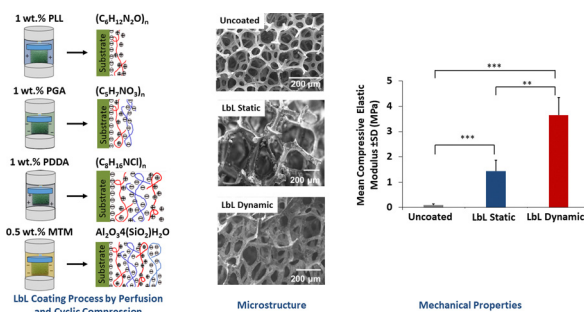 1 wt.% PLL
(C₆H₁₂N₂O)n
Substrate
1 wt.% PGA
(C₅H₇NO₃)n
Substrate
1 wt.% PDDA
(C₈H₁₆NCl)n
Substrate
0.5 wt.% MTM
Al₂O₃4(SiO₂)H₂O
Substrate
LbL Coating Process by Perfusion
and Cyclic Compression
Uncoated
200 µm
LbL Static
200 µm
LbL Dynamic
200 µm
Microstructure
Mean Compressive Elastic
Modulus ±SD (MPa)
5
4
3
2
1
0
***
**
***
Uncoated
LbL Static
LbL Dynamic
Mechanical Properties